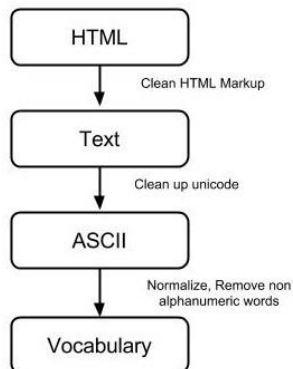 HTML
Clean HTML Markup
Text
Clean up unicode
ASCII
Normalize, Remove non
alphanumeric words
Vocabulary